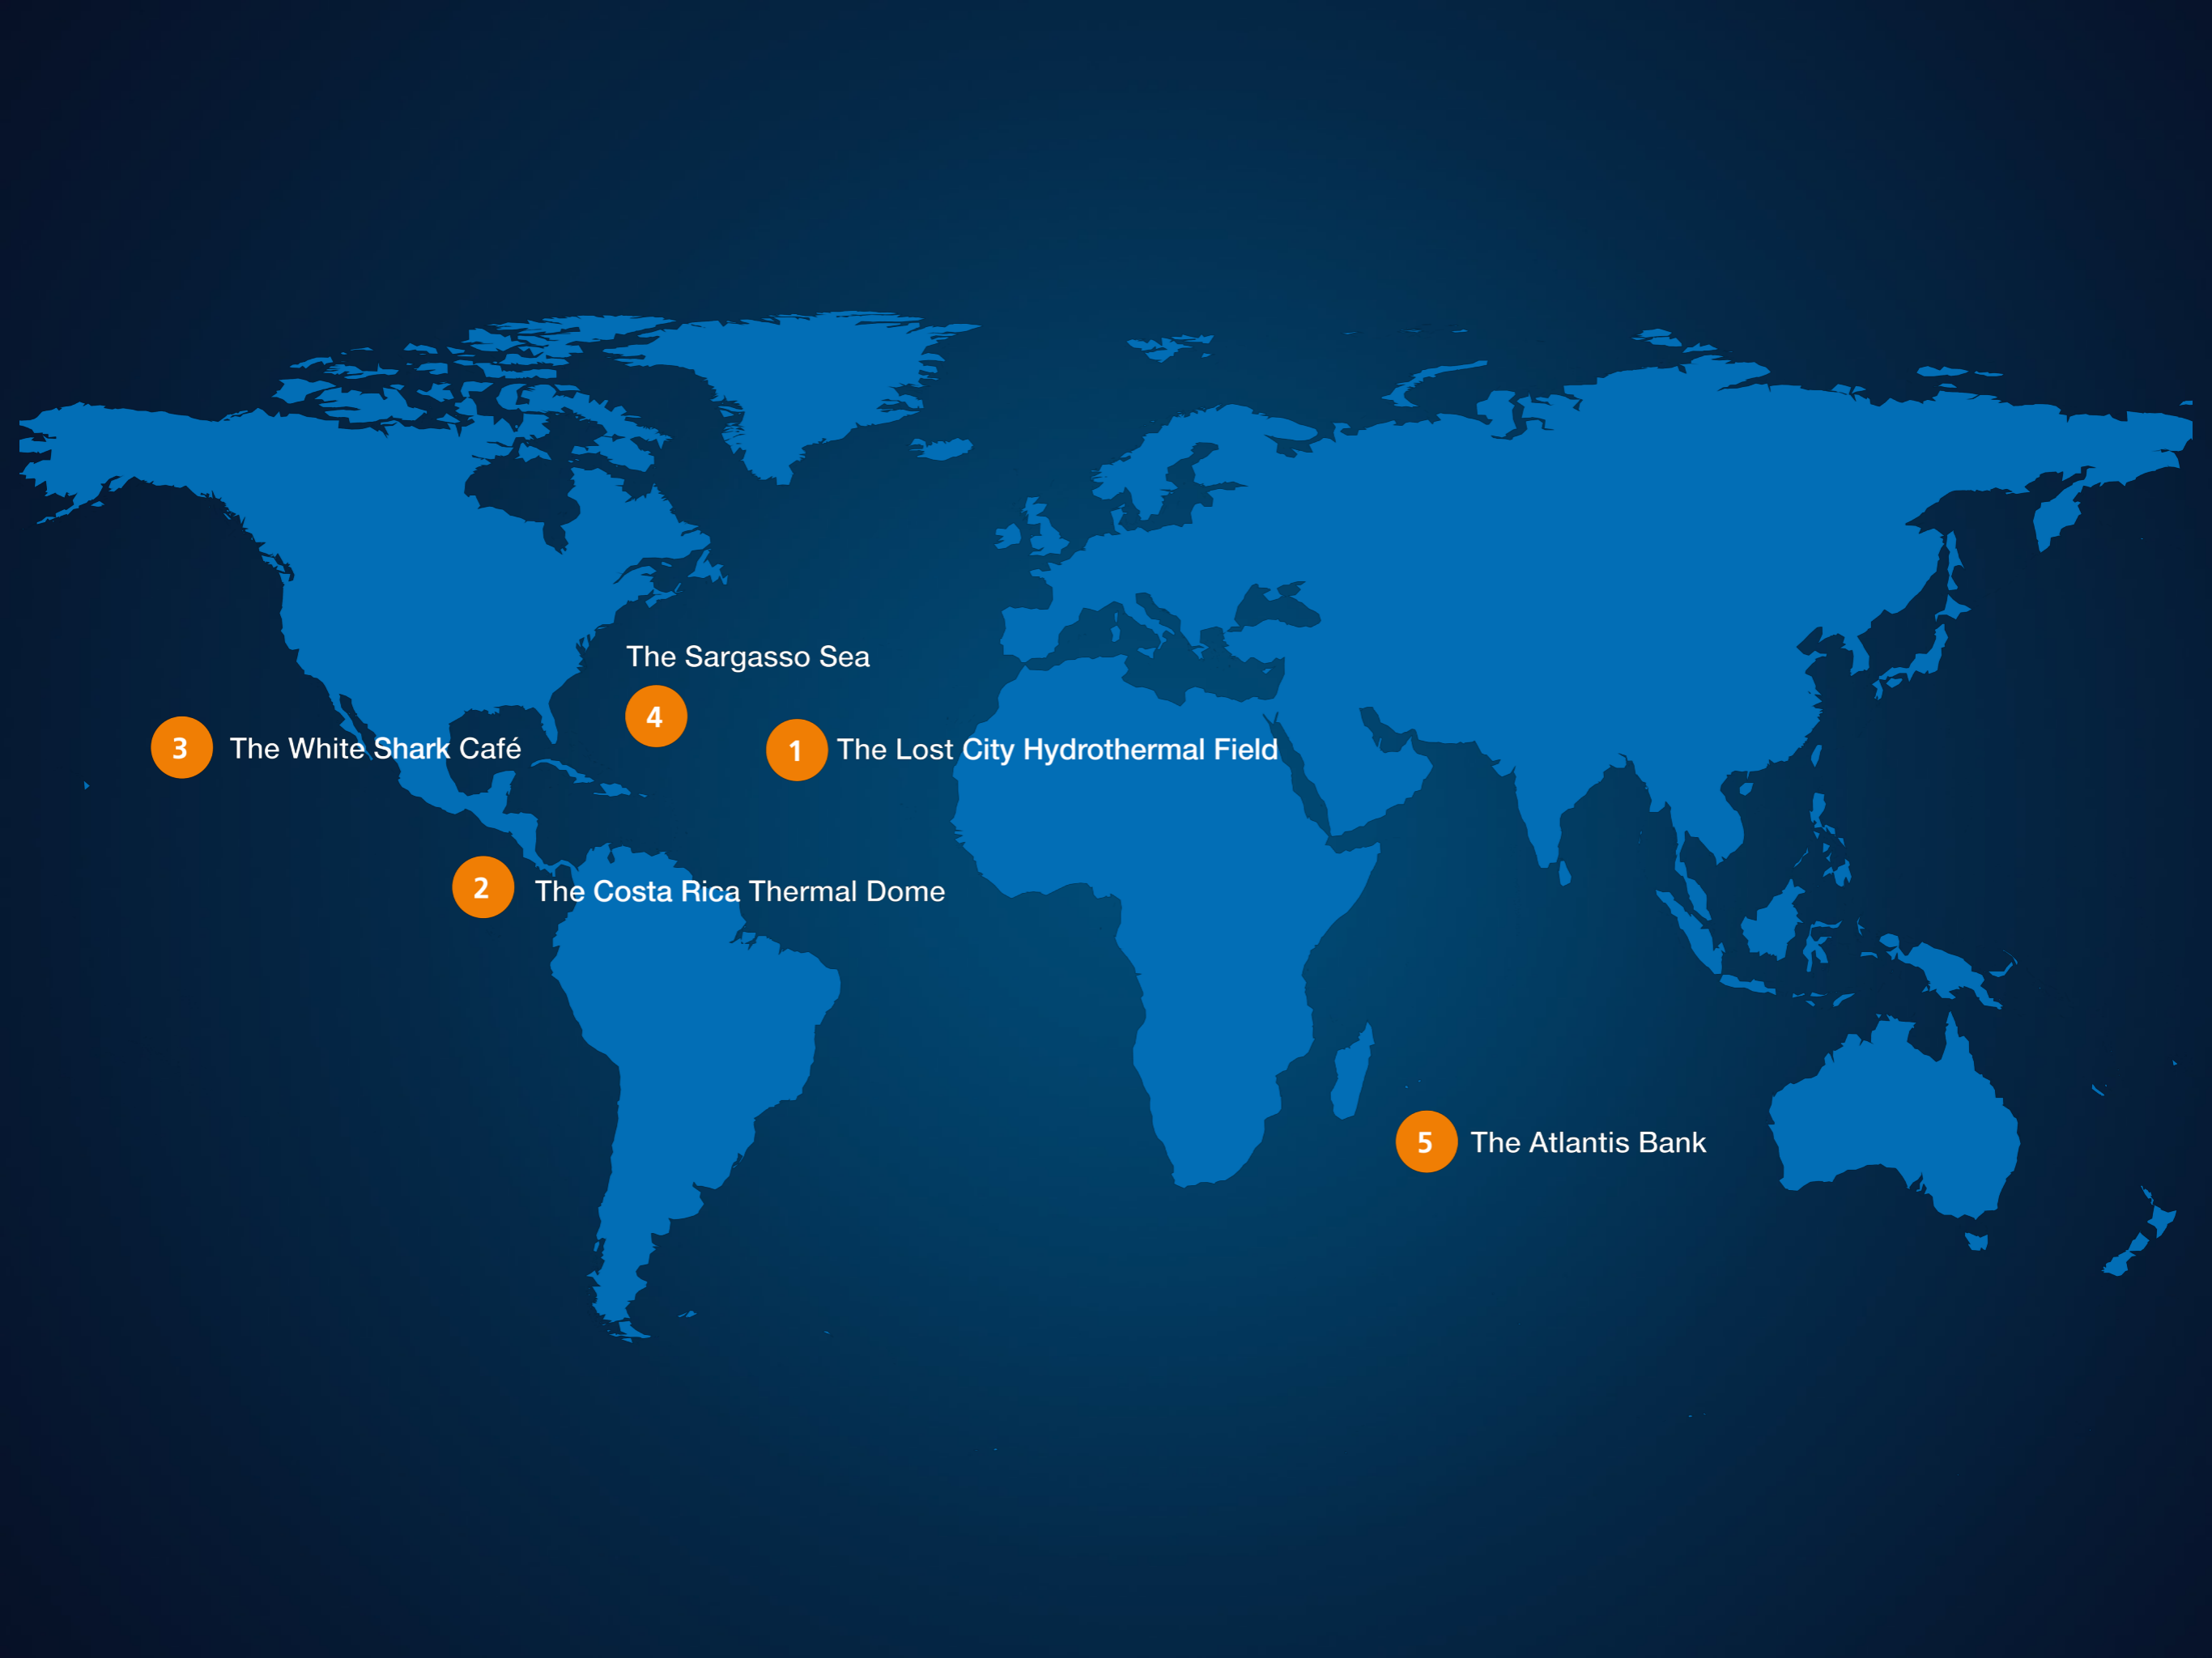 The Sargasso Sea
4
3 The White Shark Café
1 The Lost City Hydrothermal Field
2 The Costa Rica Thermal Dome
5 The Atlantis Bank